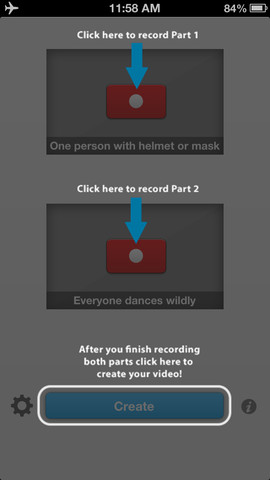 11:58 AM 84%
Click here to record Part 1
One person with helmet or mask
Click here to record Part 2
Everyone dances wildly
After you finish recording
both parts click here to
create your video!
Create